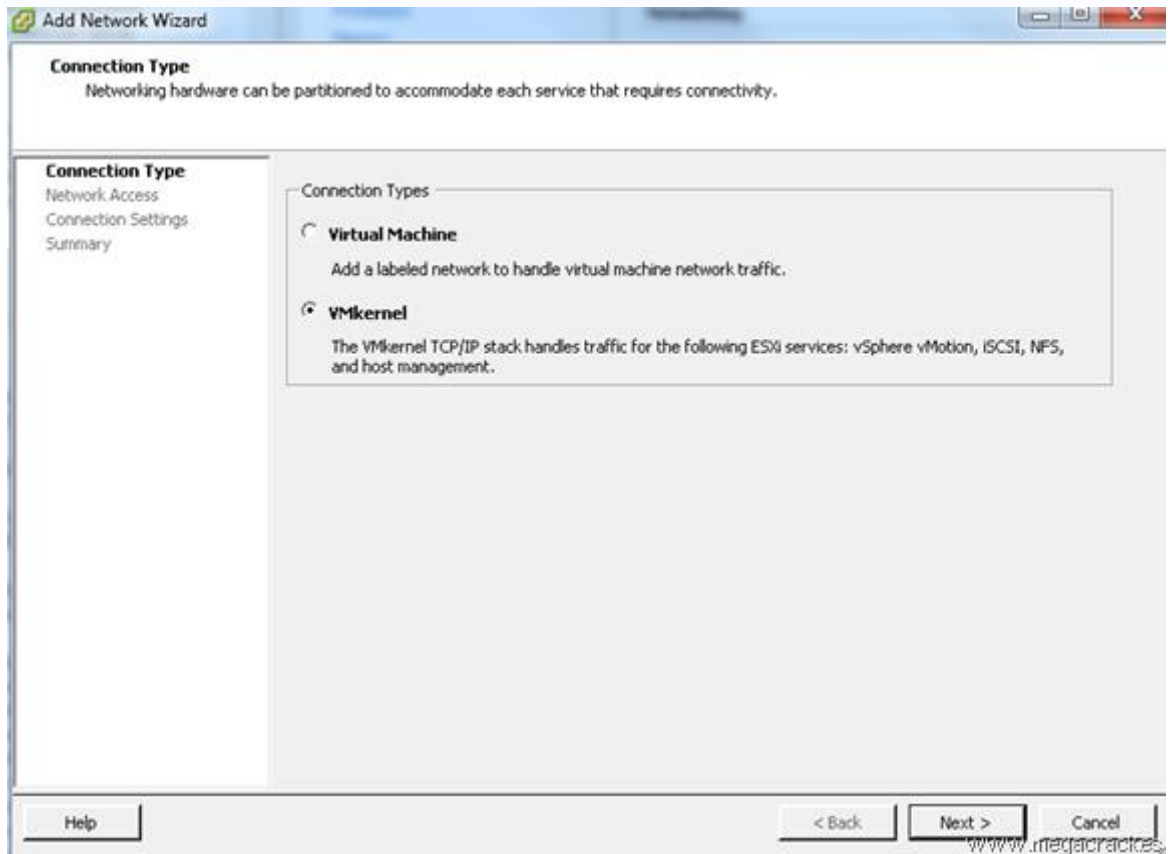 Add Network Wizard
Connection Type
Networking hardware can be partitioned to accommodate each service that requires connectivity.
Connection Type
Network Access
Connection Settings
Summary
Connection Types
Virtual Machine
Add a labeled network to handle virtual machine network traffic.
VMkernel
The VMkernel TCP/IP stack handles traffic for the following ESXi services: vSphere vMotion, iSCSI, NFS,
and host management.
Help
< Back
Next >
Cancel
www.megacrack.es